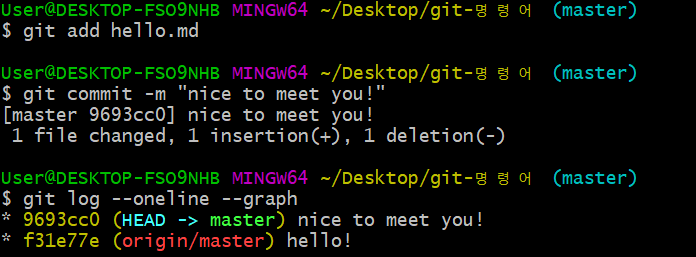 User@DESKTOP-FSO9NHB MINGW64 ~/Desktop/git-명령어 (master)
$ git add hello.md
User@DESKTOP-FSO9NHB MINGW64 ~/Desktop/git-명령어 (master)
$ git commit -m "nice to meet you!"
[master 9693cc0] nice to meet you!
 1 file changed, 1 insertion(+), 1 deletion(-)
User@DESKTOP-FSO9NHB MINGW64 ~/Desktop/git-명령어 (master)
$ git log --oneline --graph
* 9693cc0 (HEAD -> master) nice to meet you!
* f31e77e (origin/master) hello!